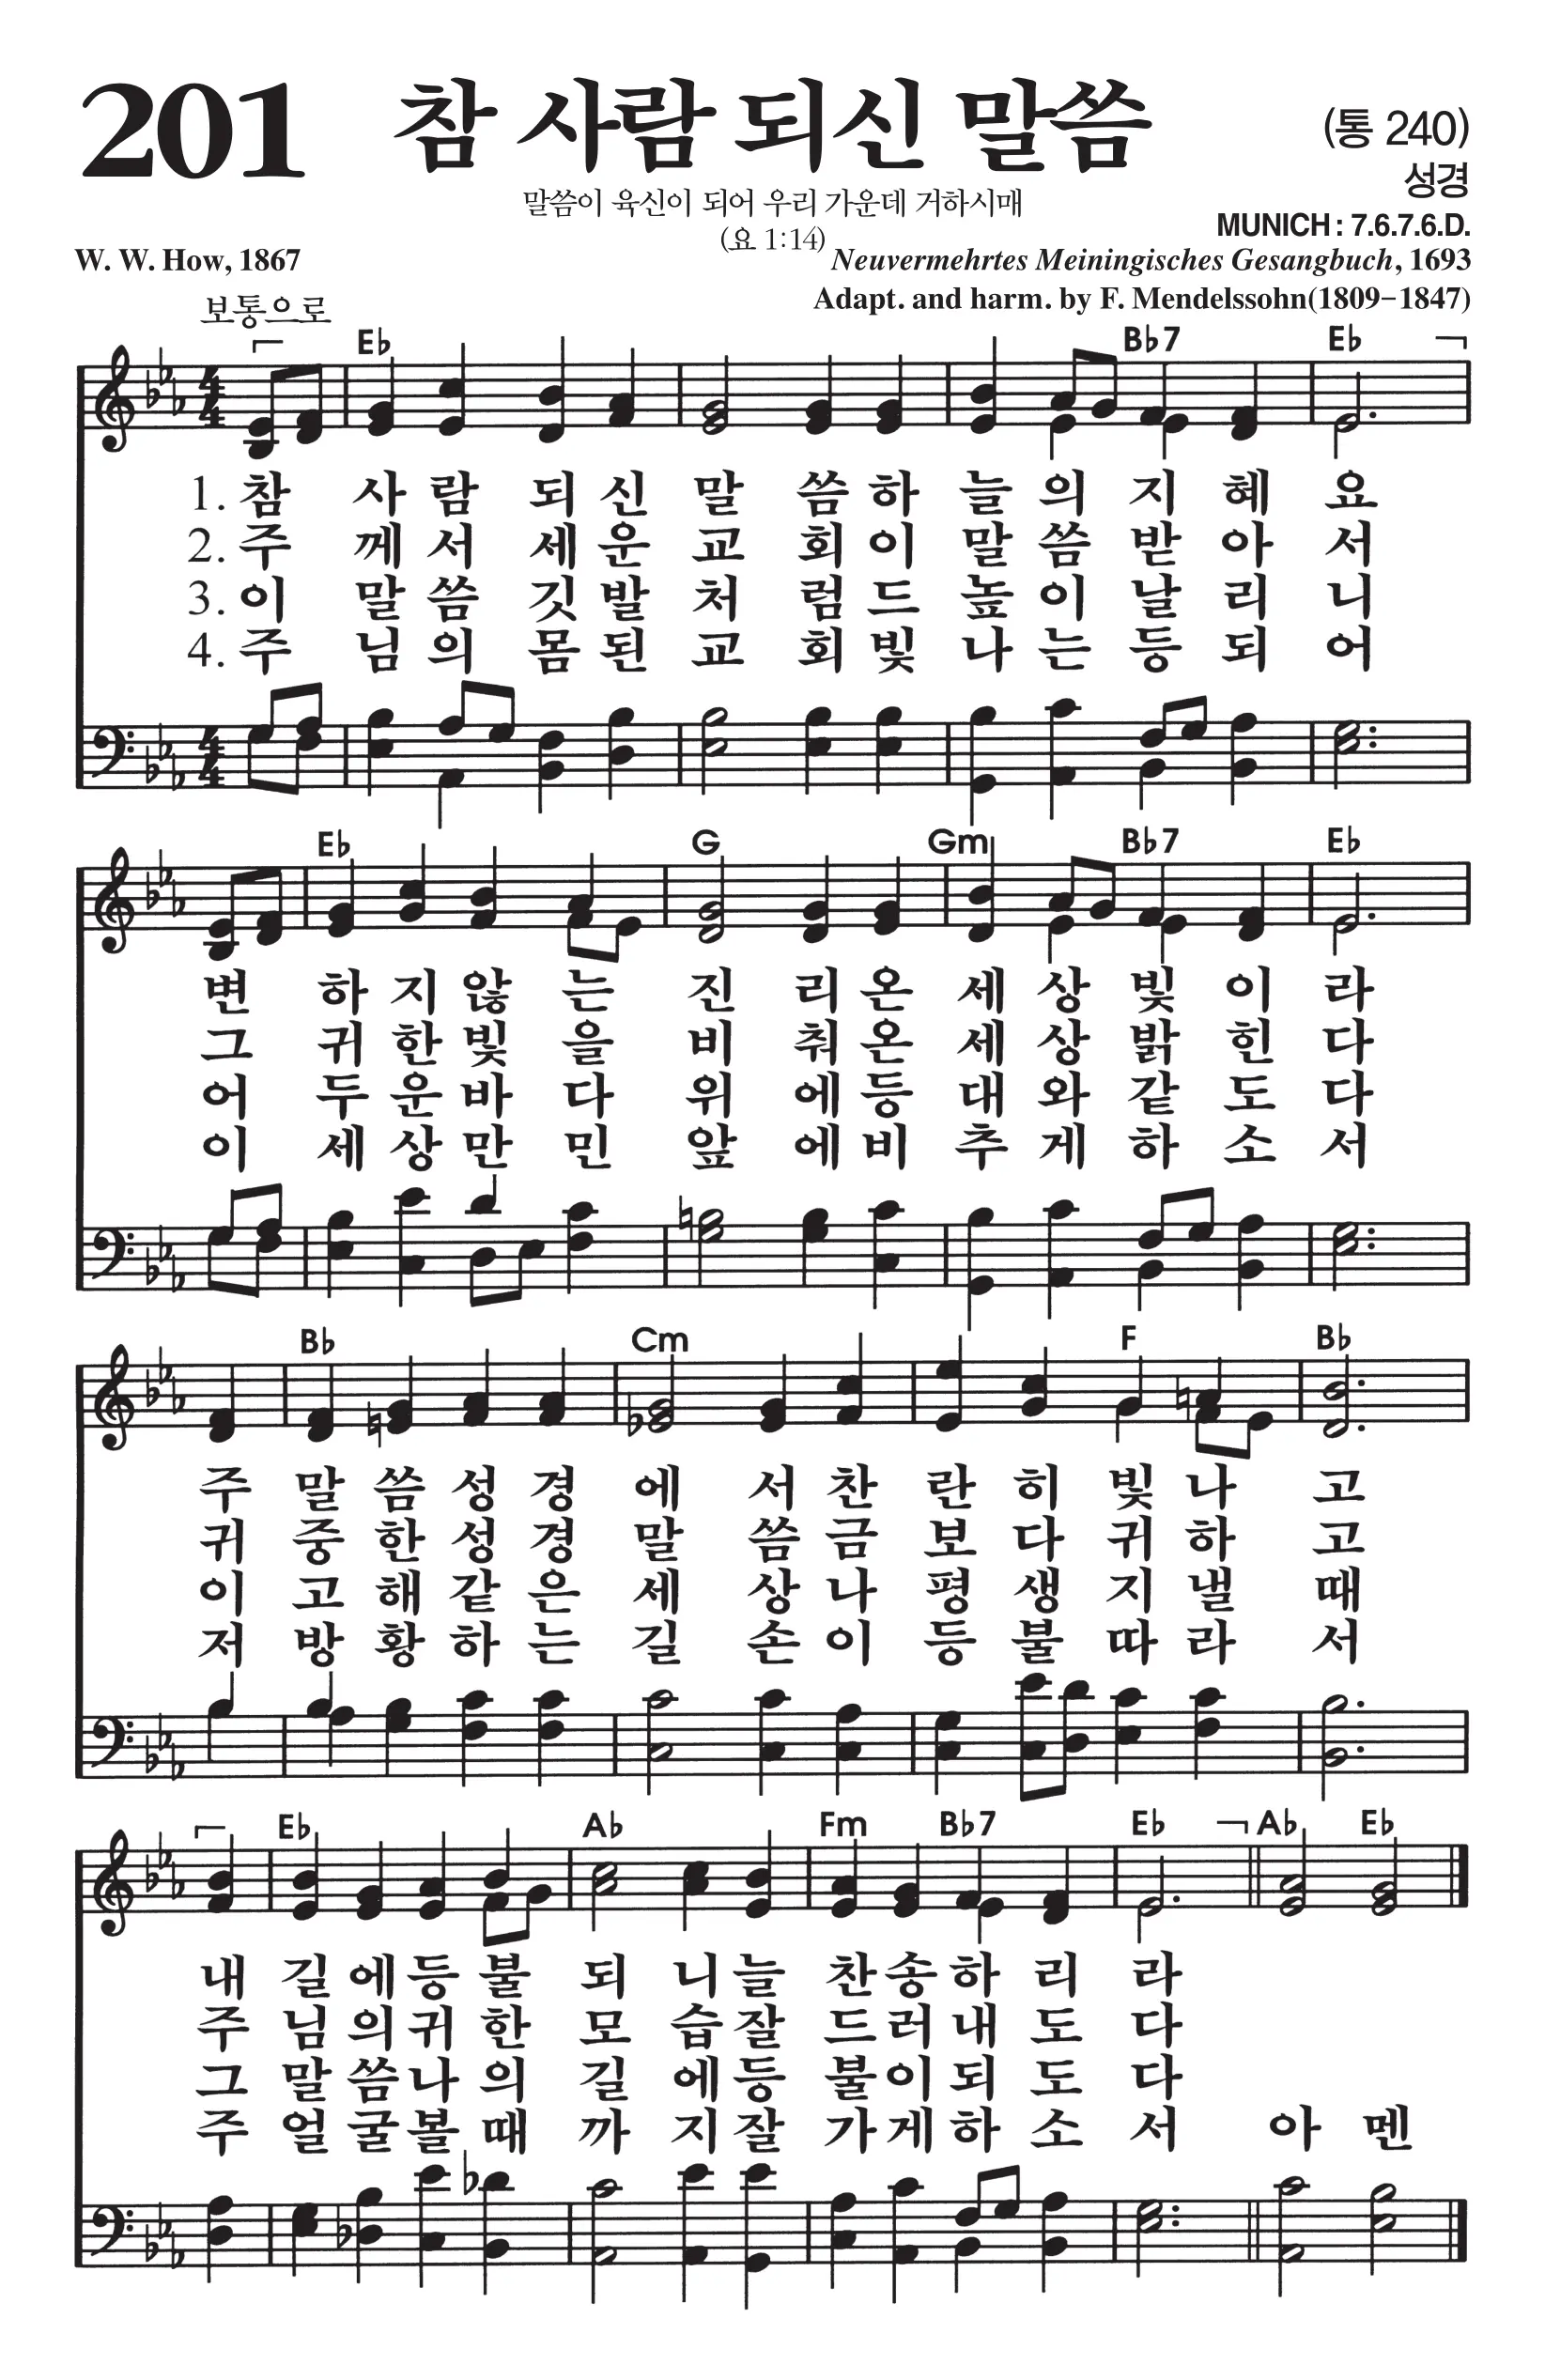 201 참 사람 되신 말씀 (통 240)
성경
말씀이 육신이 되어 우리 가운데 거하시매
(요 1:14)
MUNICH : 7.6.7.6.D.
W. W. How, 1867
Neuvermehrtes Meiningisches Gesangbuch, 1693
Adapt. and harm. by F. Mendelssohn(1809-1847)
보통으로
E♭ B♭7 E♭
1. 참 사 람 되 신 말 씀 하 늘 의 지 혜 요
2. 주 께 서 세 운 교 회 이 말 씀 받 아 서
3. 이 말 씀 깃 발 처 럼 드 높 이 날 리 니
4. 주 님 의 몸 된 교 회 빛 나 는 등 되 어
E♭ G Gm B♭7 E♭
변 하 지 않 는 진 리 온 세 상 빛 이 라
그 귀 한 빛 을 비 춰 온 세 상 밝 힌 다
어 두 운 바 다 위 에 등 대 와 같 도 다
이 세 상 만 민 앞 에 비 추 게 하 소 서
B♭ Cm F B♭
주 말 씀 성 경 에 서 찬 란 히 빛 나 고
귀 중 한 성 경 말 씀 금 보 다 귀 하 고
이 고 해 같 은 세 상 나 평 생 지 낼 때
저 방 황 하 는 길 손 이 등 불 따 라 서
E♭ A♭ Fm B♭7 E♭ A♭ E♭
내 길 에 등 불 되 니 늘 찬 송 하 리 라
주 님 의 귀 한 모 습 잘 드 러 내 도 다
그 말 씀 나 의 길 에 등 불 이 되 도 다
주 얼 굴 볼 때 까 지 잘 가 게 하 소 서 아 멘